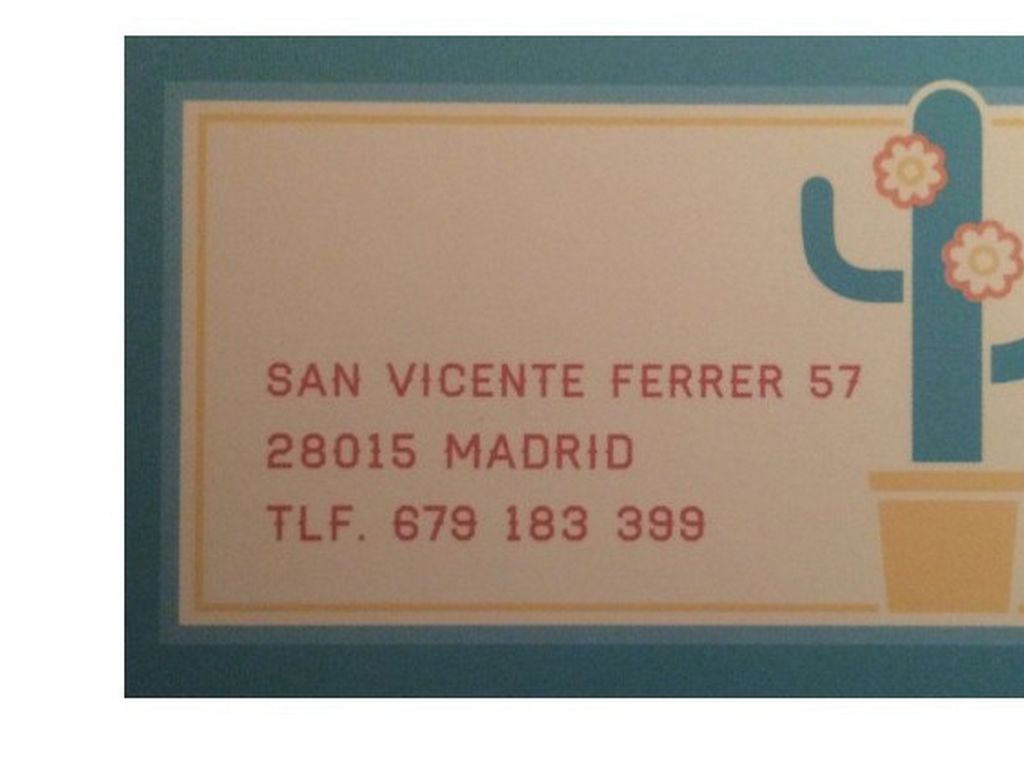 SAN VICENTE FERRER 57
28015 MADRID
TLF. 679 183 399